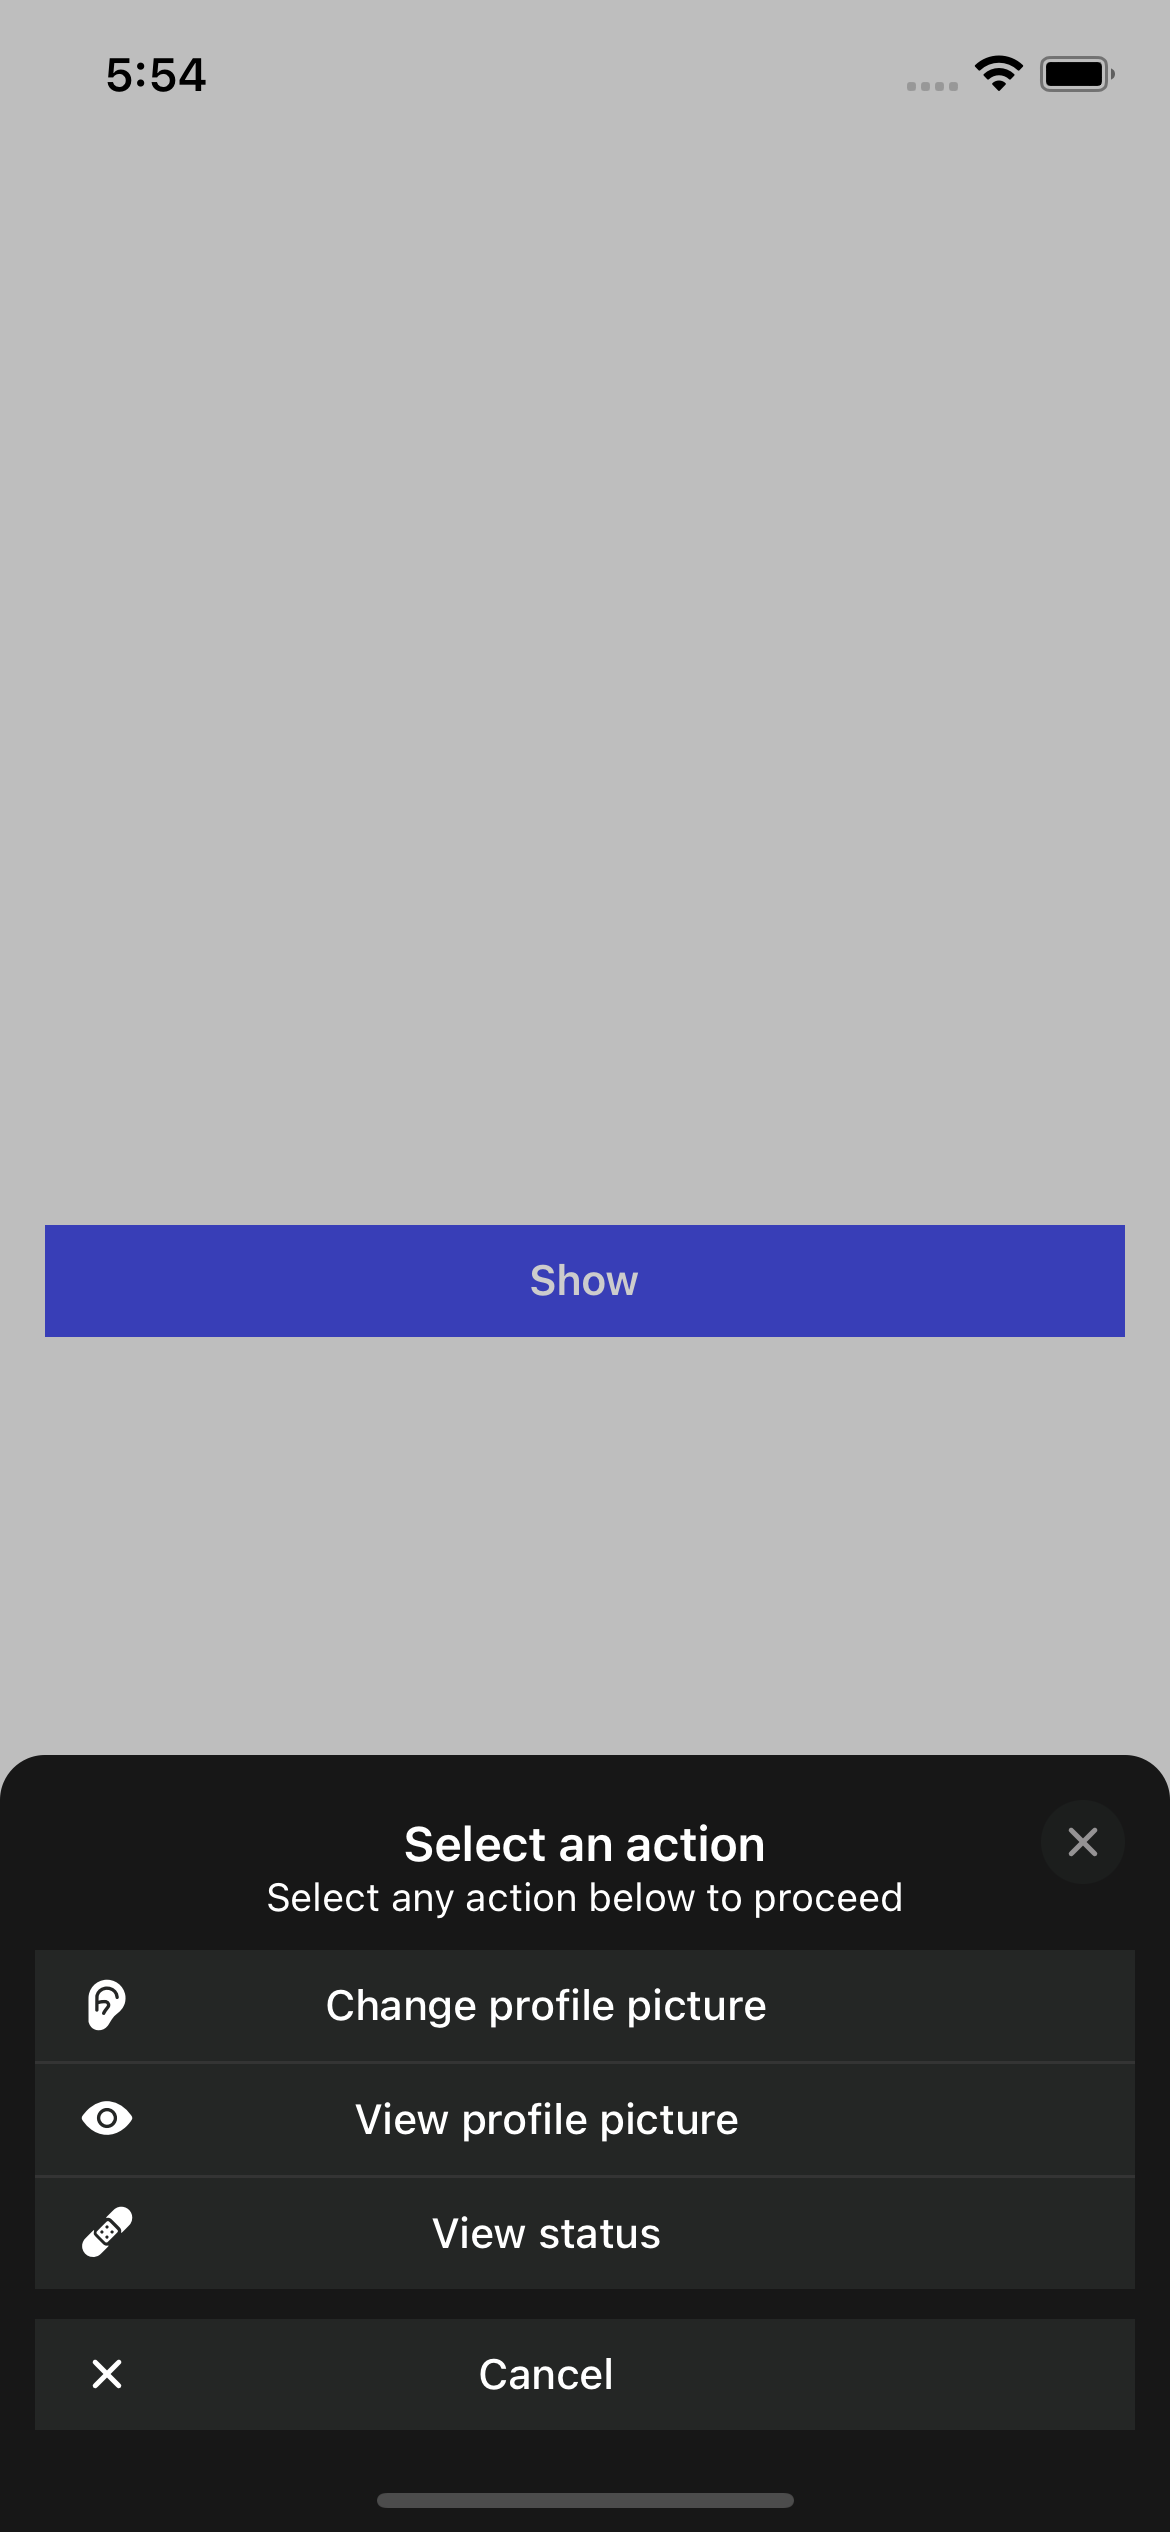 5:54
Show
Select an action
Select any action below to proceed
Change profile picture
View profile picture
View status
Cancel